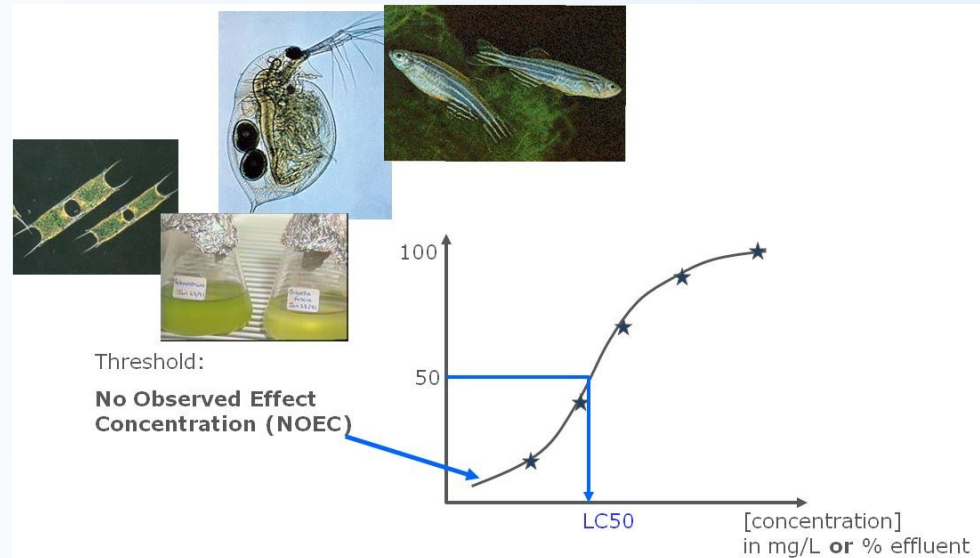 Threshold:
No Observed Effect
Concentration (NOEC)
100
50
LC50
[concentration]
in mg/L or % effluent